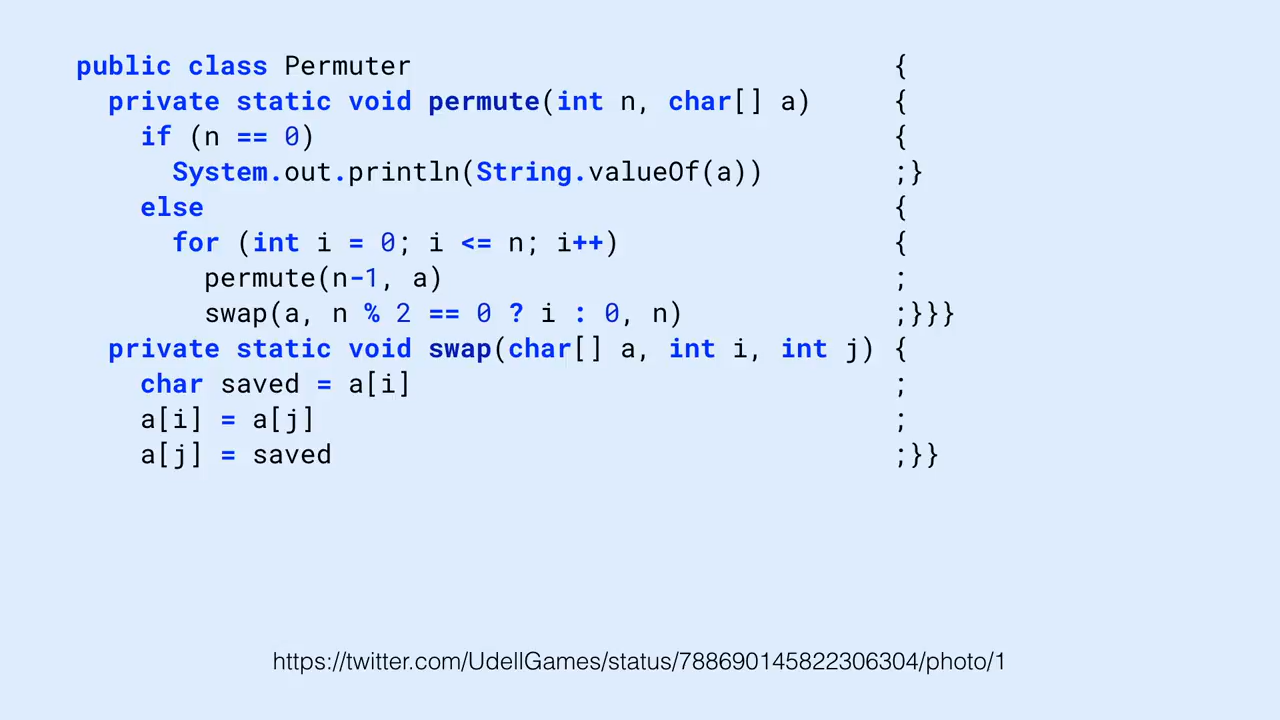 public class Permuter                         {
  private static void permute(int n, char[] a)     {
    if (n == 0)                                    {
      System.out.println(String.valueOf(a))        ;}
    else                                           {
      for (int i = 0; i <= n; i++)                 {
        permute(n-1, a)                            ;
        swap(a, n % 2 == 0 ? i : 0, n)             ;}}}
  private static void swap(char[] a, int i, int j) {
    char saved = a[i]                              ;
    a[i] = a[j]                                    ;
    a[j] = saved                                   ;}}
https://twitter.com/UdellGames/status/788690145822306304/photo/1